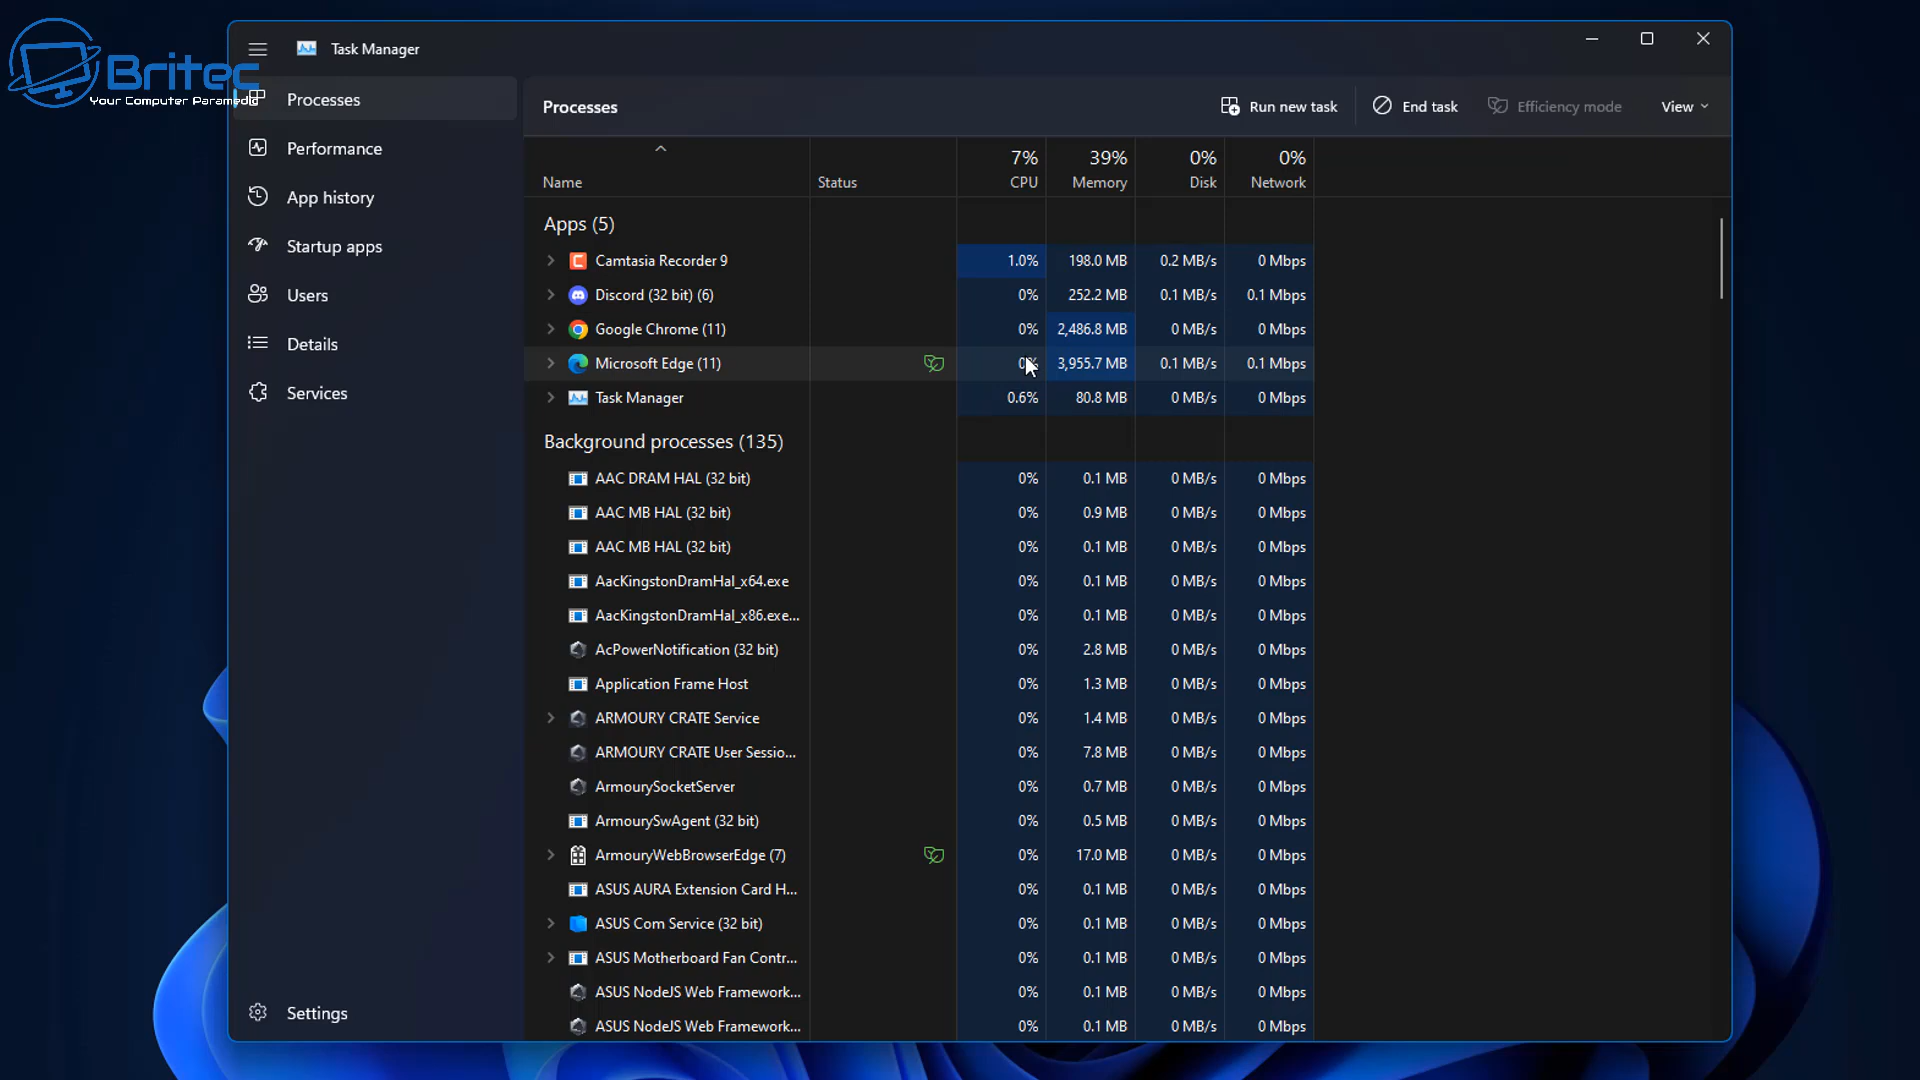 Britec
Your Computer Paramedic
Task Manager
Processes
Performance
App history
Startup apps
Users
Details
Services
Settings
Processes
Run new task
End task
Efficiency mode
View
7% 39% 0% 0%
Name Status CPU Memory Disk Network
Apps (5)
Camtasia Recorder 9 1.0% 198.0 MB 0.2 MB/s 0 Mbps
Discord (32 bit) (6) 0% 252.2 MB 0.1 MB/s 0.1 Mbps
Google Chrome (11) 0% 2,486.8 MB 0 MB/s 0 Mbps
Microsoft Edge (11) 0% 3,955.7 MB 0.1 MB/s 0.1 Mbps
Task Manager 0.6% 80.8 MB 0 MB/s 0 Mbps
Background processes (135)
AAC DRAM HAL (32 bit) 0% 0.1 MB 0 MB/s 0 Mbps
AAC MB HAL (32 bit) 0% 0.9 MB 0 MB/s 0 Mbps
AAC MB HAL (32 bit) 0% 0.1 MB 0 MB/s 0 Mbps
AacKingstonDramHal_x64.exe 0% 0.1 MB 0 MB/s 0 Mbps
AacKingstonDramHal_x86.exe... 0% 0.1 MB 0 MB/s 0 Mbps
AcPowerNotification (32 bit) 0% 2.8 MB 0 MB/s 0 Mbps
Application Frame Host 0% 1.3 MB 0 MB/s 0 Mbps
ARMOURY CRATE Service 0% 1.4 MB 0 MB/s 0 Mbps
ARMOURY CRATE User Sessio... 0% 7.8 MB 0 MB/s 0 Mbps
ArmourySocketServer 0% 0.7 MB 0 MB/s 0 Mbps
ArmourySwAgent (32 bit) 0% 0.5 MB 0 MB/s 0 Mbps
ArmouryWebBrowserEdge (7) 0% 17.0 MB 0 MB/s 0 Mbps
ASUS AURA Extension Card H... 0% 0.1 MB 0 MB/s 0 Mbps
ASUS Com Service (32 bit) 0% 0.1 MB 0 MB/s 0 Mbps
ASUS Motherboard Fan Contr... 0% 0.1 MB 0 MB/s 0 Mbps
ASUS NodeJS Web Framework... 0% 0.1 MB 0 MB/s 0 Mbps
ASUS NodeJS Web Framework... 0% 0.1 MB 0 MB/s 0 Mbps